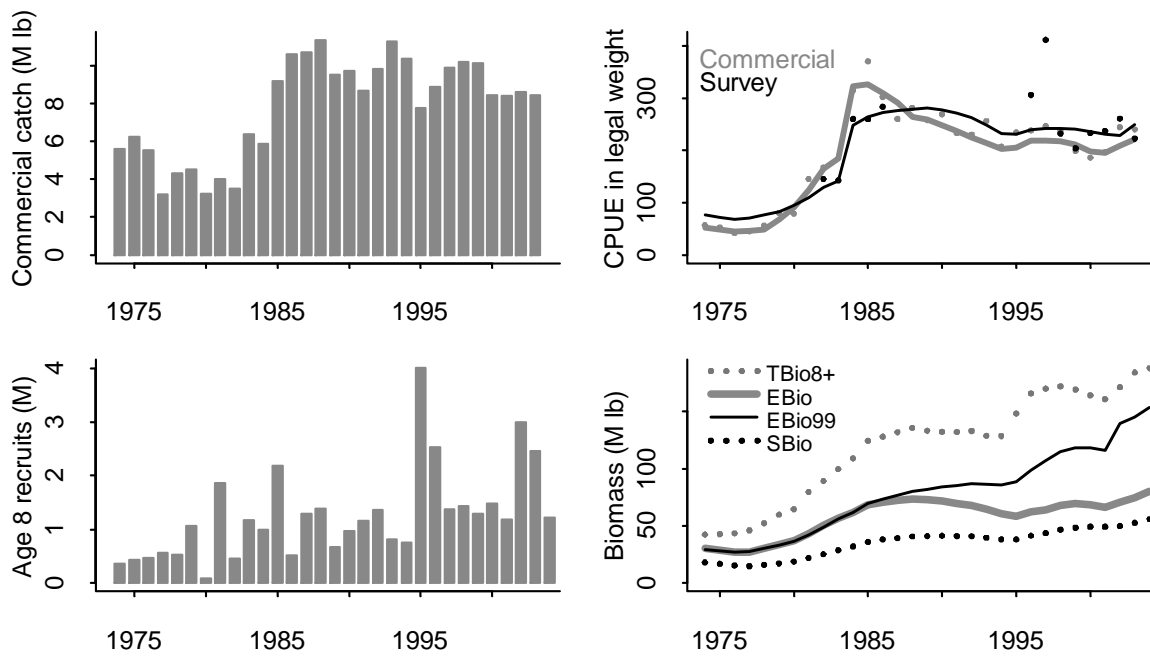 Commercial catch (M lb)
0
2
4
6
8
1975
1985
1995
CPUE in legal weight
0
100
300
Commercial
Survey
1975
1985
1995
Age 8 recruits (M)
0
1
2
3
4
1975
1985
1995
Biomass (M lb)
0
50
100
TBio8+
EBio
EBio99
SBio
1975
1985
1995